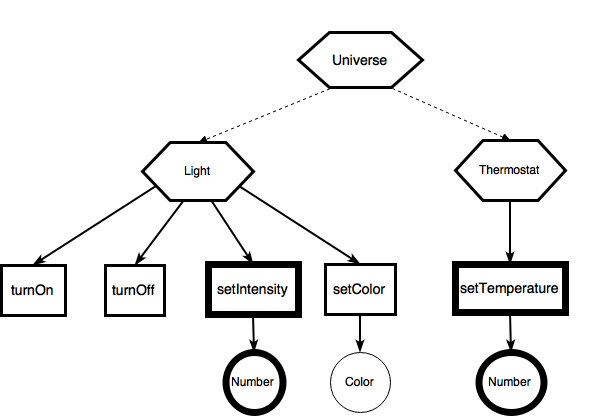 Universe
Light
Thermostat
turnOn
turnOff
setIntensity
setColor
setTemperature
Number
Color
Number